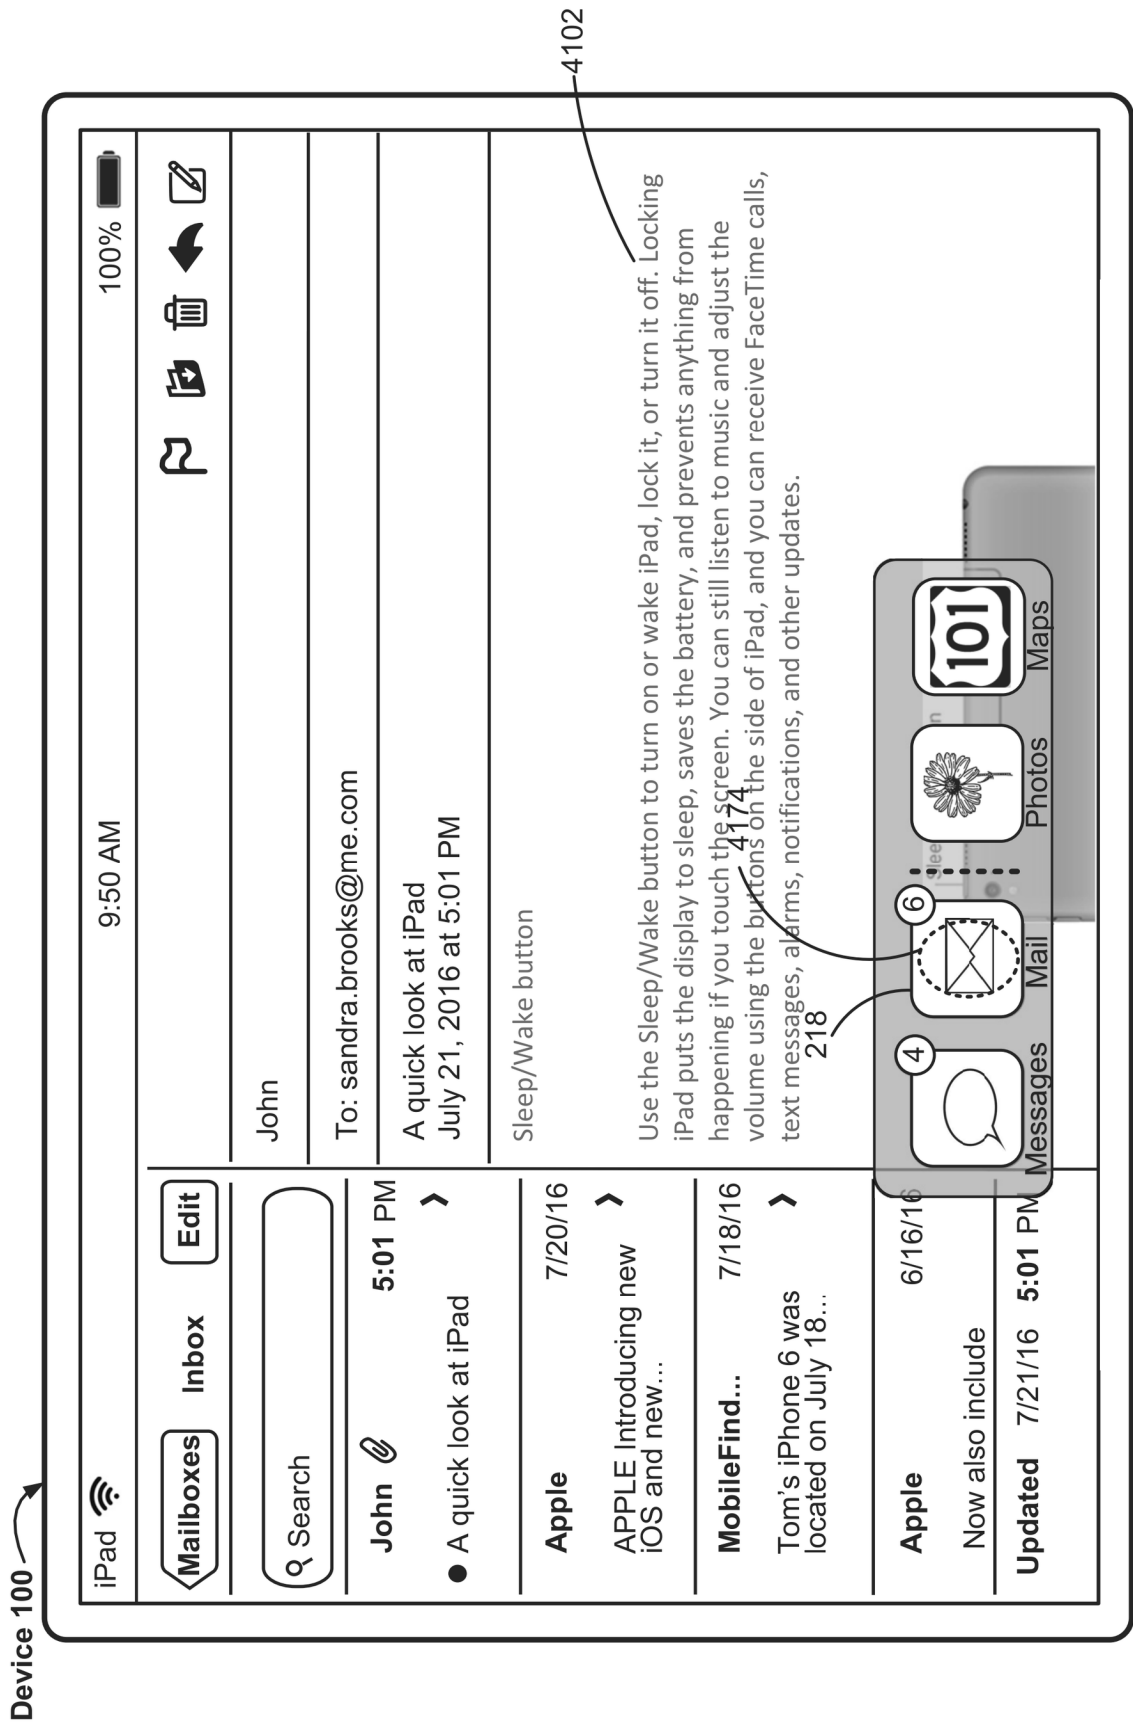 Device 100
iPad
9:50 AM
100%
Mailboxes
Inbox
Edit
Search
John
5:01 PM
A quick look at iPad
Apple
7/20/16
APPLE Introducing new
iOS and new...
MobileFind...
7/18/16
Tom's iPhone 6 was
located on July 18...
Apple
6/16/16
Now also include
Updated 7/21/16 5:01 PM
John
To: sandra.brooks@me.com
A quick look at iPad
July 21, 2016 at 5:01 PM
Sleep/Wake button
Use the Sleep/Wake button to turn on or wake iPad, lock it, or turn it off. Locking
iPad puts the display to sleep, saves the battery, and prevents anything from
happening if you touch the screen. You can still listen to music and adjust the
volume using the buttons on the side of iPad, and you can receive FaceTime calls,
text messages, alarms, notifications, and other updates.
4102
4174
218
4
Messages
6
Mail
Slee
n
Photos
101
Maps